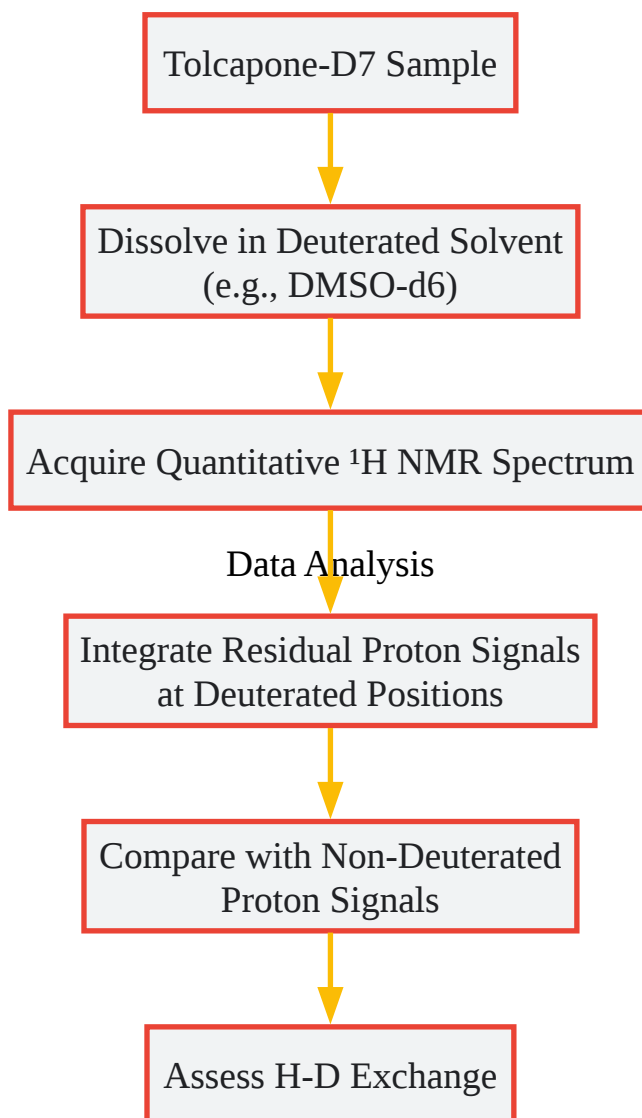 Tolcapone-D7 Sample
Dissolve in Deuterated Solvent
(e.g., DMSO-d6)
Acquire Quantitative ¹H NMR Spectrum
Data Analysis
Integrate Residual Proton Signals
at Deuterated Positions
Compare with Non-Deuterated
Proton Signals
Assess H-D Exchange